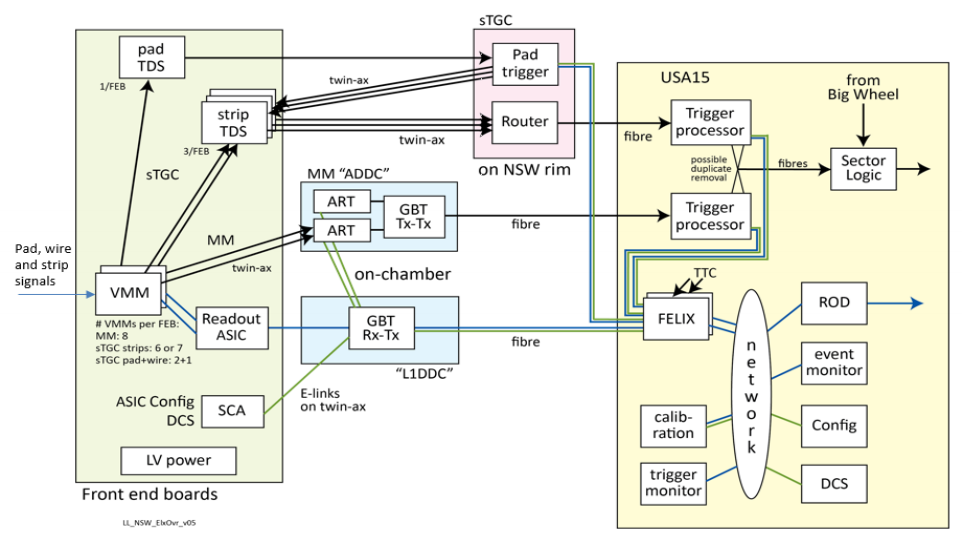 sTGC
pad
TDS
1/FEB
strip
TDS
3/FEB
sTGC
twin-ax
twin-ax
Pad
trigger
Router
on NSW rim
fibre
USA15
Trigger
processor
from
Big Wheel
possible
duplicate
removal
fibres
Sector
Logic
Trigger
processor
MM “ADDC”
ART
ART
GBT
Tx-Tx
fibre
MM
twin-ax
on-chamber
Pad, wire
and strip
signals
VMM
# VMMs per FEB:
MM: 8
sTGC strips: 6 or 7
sTGC pad+wire: 2+1
Readout
ASIC
GBT
Rx-Tx
fibre
“L1DDC”
E-links
on twin-ax
ASIC Config
DCS
SCA
LV power
Front end boards
LL_NSW_ElxOvr_v05
TTC
FELIX
network
ROD
event
monitor
calib-
ration
Config
trigger
monitor
DCS